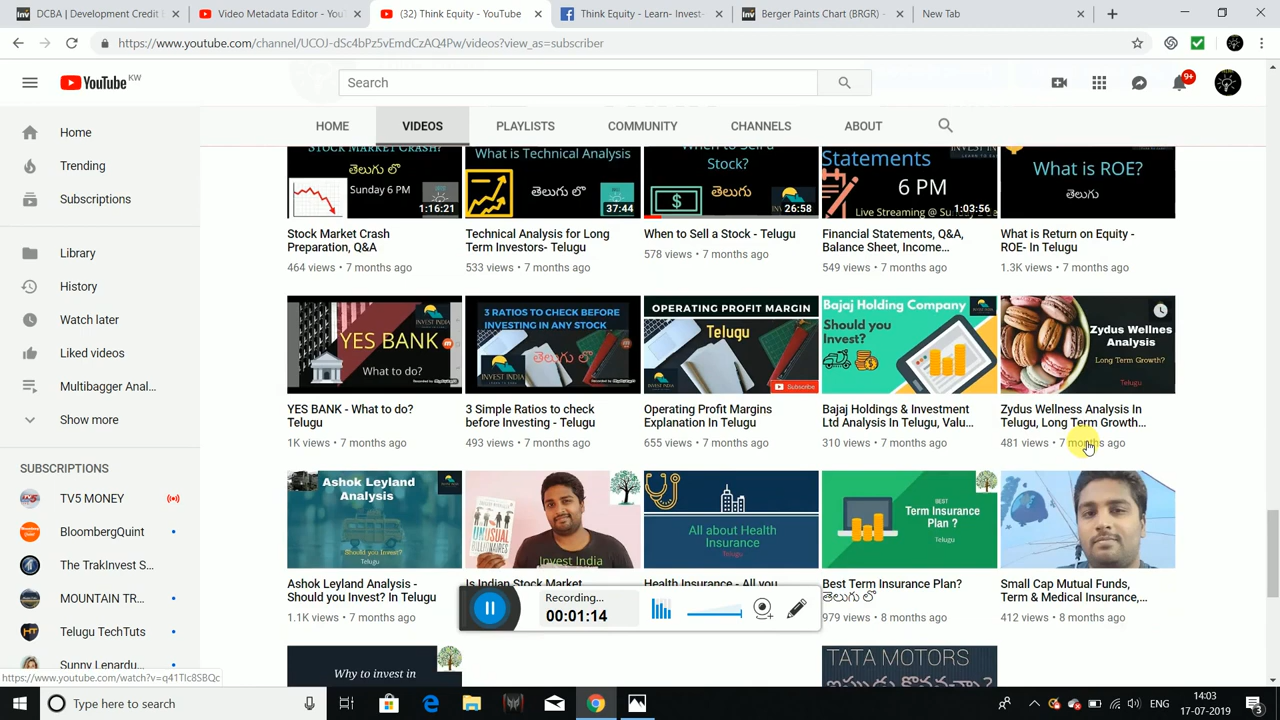 DCBA | Development Credit B
Video Metadata Editor - YouTu
(32) Think Equity - YouTube
Think Equity - Learn- Invest-
Berger Paints Chart (BRGR) -
New Tab
https://www.youtube.com/channel/UCOJ-dSc4bPz5vEmdCzAQ4Pw/videos?view_as=subscriber
YouTube KW
Search
9+
HOME
VIDEOS
PLAYLISTS
COMMUNITY
CHANNELS
ABOUT
Home
Trending
Subscriptions
Library
History
Watch later
Liked videos
Multibagger Anal...
Show more
SUBSCRIPTIONS
TV5 MONEY
BloombergQuint
The TrakInvest S...
MOUNTAIN TR...
Telugu TechTuts
Sunny Lenardu...
STOCK MARKET CRASH?
తెలుగు లొ
Sunday 6 PM
1:16:21
Stock Market Crash
Preparation, Q&A
464 views • 7 months ago
What is Technical Analysis
తెలుగు లొ
37:44
Technical Analysis for Long
Term Investors- Telugu
533 views • 7 months ago
When to Sell a
Stock?
తెలుగు
26:58
When to Sell a Stock - Telugu
578 views • 7 months ago
Statements
6 PM
1:03:56
Financial Statements, Q&A,
Balance Sheet, Income...
549 views • 7 months ago
What is ROE?
తెలుగు
What is Return on Equity -
ROE- In Telugu
1.3K views • 7 months ago
YES BANK
What to do?
YES BANK - What to do?
Telugu
1K views • 7 months ago
3 RATIOS TO CHECK BEFORE
INVESTING IN ANY STOCK
తెలుగు లొ
INVEST INDIA
3 Simple Ratios to check
before Investing - Telugu
493 views • 7 months ago
OPERATING PROFIT MARGIN
Telugu
Subscribe
Operating Profit Margins
Explanation In Telugu
655 views • 7 months ago
Bajaj Holding Company
Should you
Invest?
Bajaj Holdings & Investment
Ltd Analysis In Telugu, Valu...
310 views • 7 months ago
Zydus Wellnes
Analysis
Long Term Growth?
Telugu
Zydus Wellness Analysis In
Telugu, Long Term Growth...
481 views • 7 months ago
Ashok Leyland
Analysis
Should you Invest?
Telugu
Ashok Leyland Analysis -
Should you Invest? In Telugu
1.1K views • 7 months ago
Invest India
Is Indian Stock Market
All about Health
Insurance
Telugu
Health Insurance - All you
BEST
Term Insurance
Plan ?
Telugu
Best Term Insurance Plan?
తెలుగు లొ
979 views • 8 months ago
Small Cap Mutual Funds,
Term & Medical Insurance,...
412 views • 8 months ago
Why to invest in
TATA MOTORS
Recording...
00:01:14
https://www.youtube.com/watch?v=q41TIc8SBQc
Type here to search
ENG
14:03
17-07-2019
3